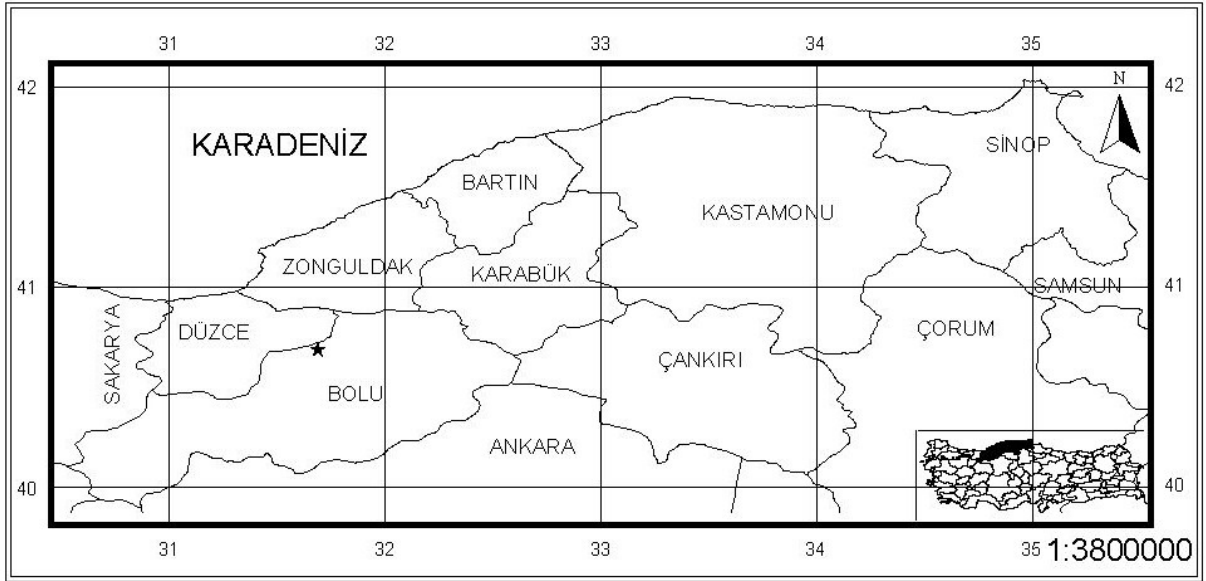 31 32 33 34 35
42 N 42
SİNOP
KARADENİZ
BARTIN
KASTAMONU
ZONGULDAK KARABÜK
41 SAMSUN 41
SAKARYA
DÜZCE ÇORUM
ÇANKIRI
BOLU
ANKARA
40 40
31 32 33 34 35 1:3800000